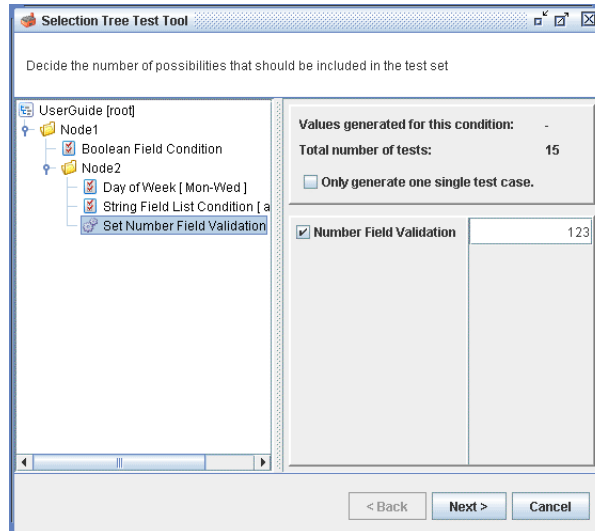 Selection Tree Test Tool
Decide the number of possibilities that should be included in the test set
UserGuide [root]
Node1
Boolean Field Condition
Node2
Day of Week [ Mon-Wed ]
String Field List Condition [ a
Set Number Field Validation
Values generated for this condition: -
Total number of tests: 15
Only generate one single test case.
Number Field Validation 123
< Back Next > Cancel